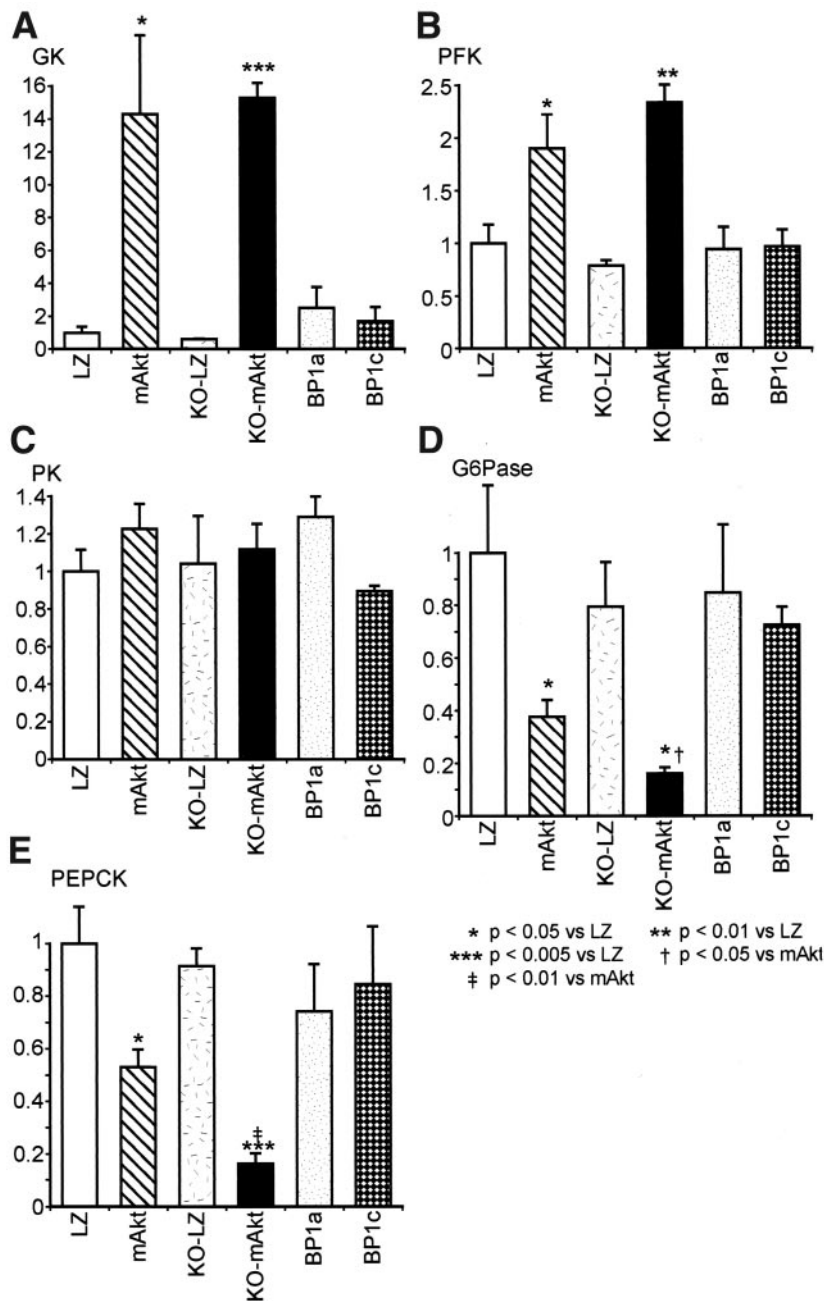 A
GK
*
***
16
14
12
10
8
6
4
2
0
LZ
mAkt
KO-LZ
KO-mAkt
BP1a
BP1c
B
PFK
*
**
2.5
2
1.5
1
0.5
0
LZ
mAkt
KO-LZ
KO-mAkt
BP1a
BP1c
C
PK
1.4
1.2
1
0.8
0.6
0.4
0.2
0
LZ
mAkt
KO-LZ
KO-mAkt
BP1a
BP1c
D
G6Pase
1
0.8
0.6
0.4
0.2
0
*
*†
LZ
mAkt
KO-LZ
KO-mAkt
BP1a
BP1c
E
PEPCK
1
0.8
0.6
0.4
0.2
0
*
‡
***
LZ
mAkt
KO-LZ
KO-mAkt
BP1a
BP1c
* p < 0.05 vs LZ ** p < 0.01 vs LZ
*** p < 0.005 vs LZ † p < 0.05 vs mAkt
‡ p < 0.01 vs mAkt